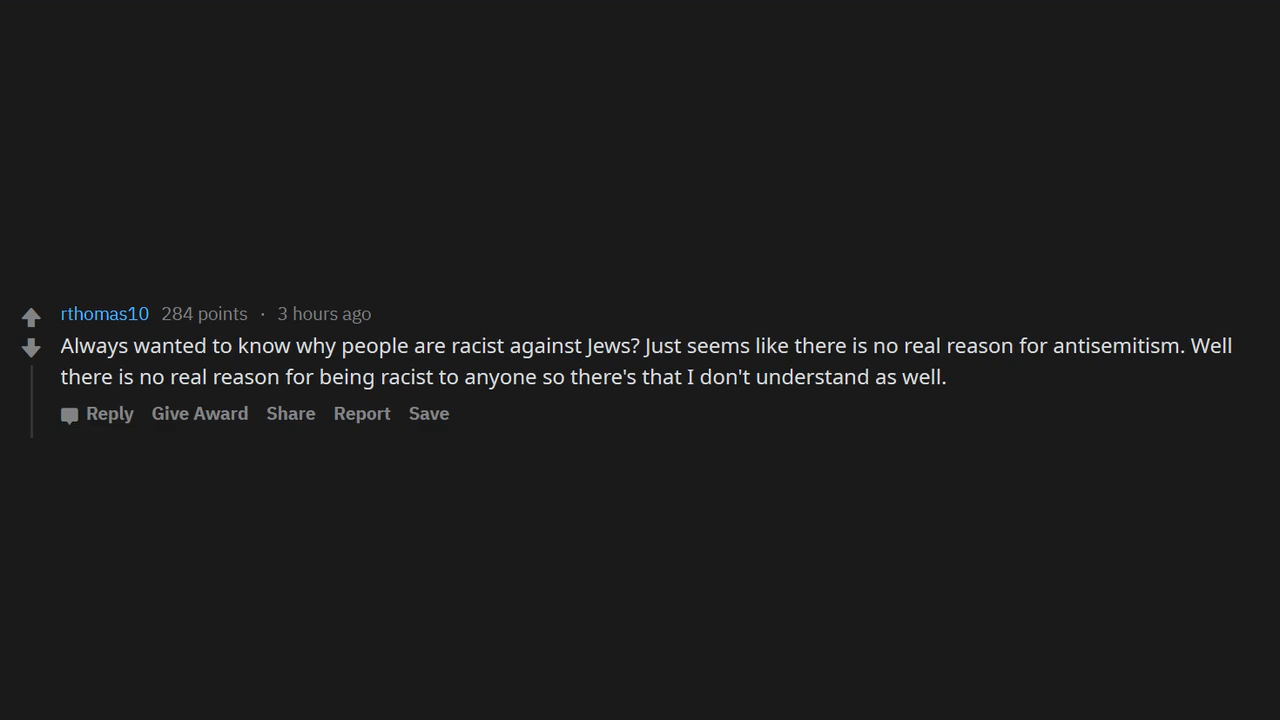 rthomas10 284 points · 3 hours ago
Always wanted to know why people are racist against Jews? Just seems like there is no real reason for antisemitism. Well
there is no real reason for being racist to anyone so there's that I don't understand as well.
Reply Give Award Share Report Save